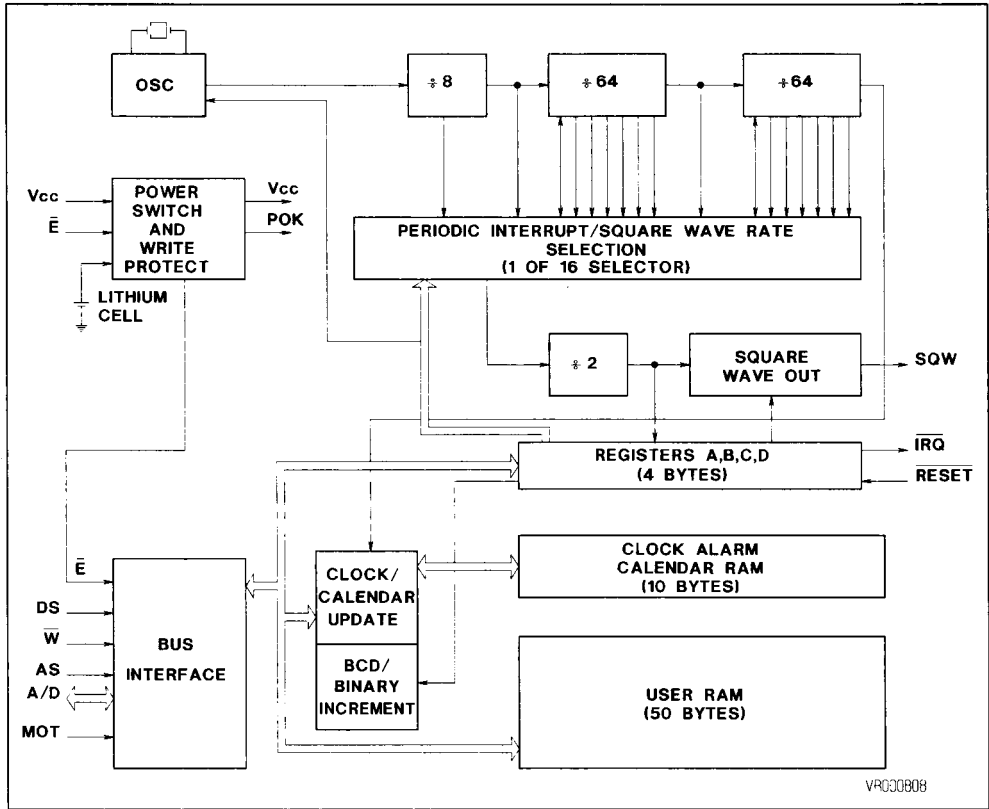 OSC
÷8
÷64
÷64
Vcc
E̅
POWER
SWITCH
AND
WRITE
PROTECT
Vcc
POK
LITHIUM
CELL
PERIODIC INTERRUPT/SQUARE WAVE RATE
SELECTION
(1 OF 16 SELECTOR)
÷2
SQUARE
WAVE OUT
SQW
REGISTERS A,B,C,D
(4 BYTES)
I̅R̅Q̅
R̅E̅S̅E̅T̅
E̅
DS
W̅
AS
A/D
MOT
BUS
INTERFACE
CLOCK/
CALENDAR
UPDATE
BCD/
BINARY
INCREMENT
CLOCK ALARM
CALENDAR RAM
(10 BYTES)
USER RAM
(50 BYTES)
VR000808